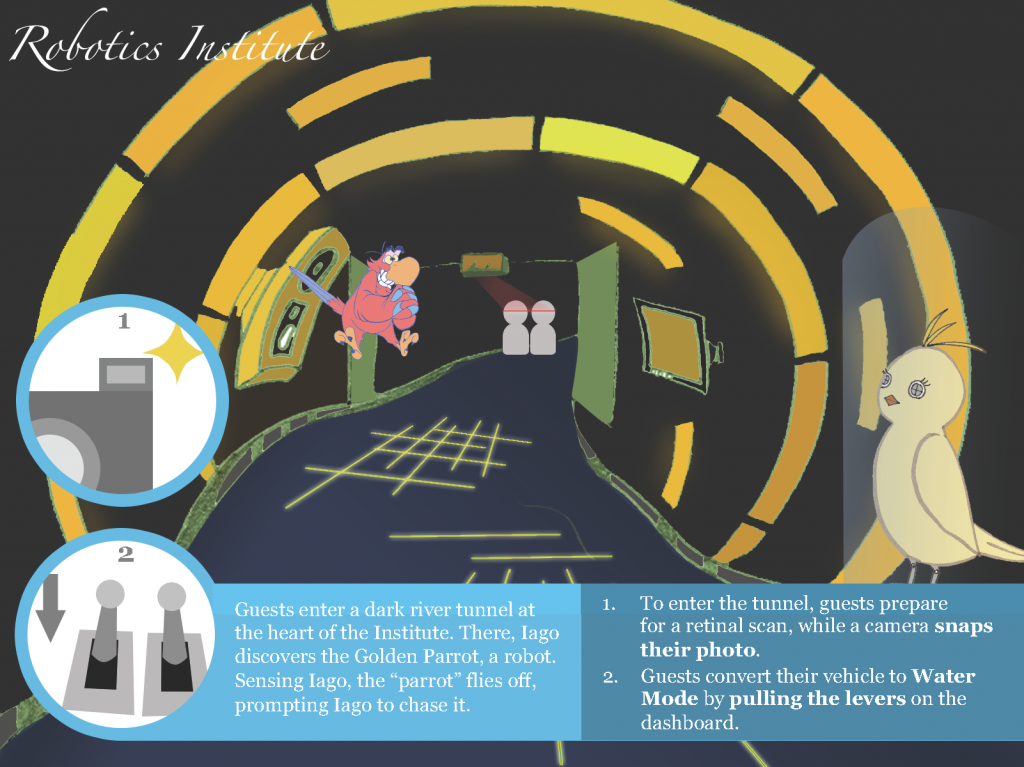 Robotics Institute
1
2
Guests enter a dark river tunnel at
the heart of the Institute. There, Iago
discovers the Golden Parrot, a robot.
Sensing Iago, the “parrot” flies off,
prompting Iago to chase it.
1. To enter the tunnel, guests prepare
for a retinal scan, while a camera snaps
their photo.
2. Guests convert their vehicle to Water
Mode by pulling the levers on the
dashboard.